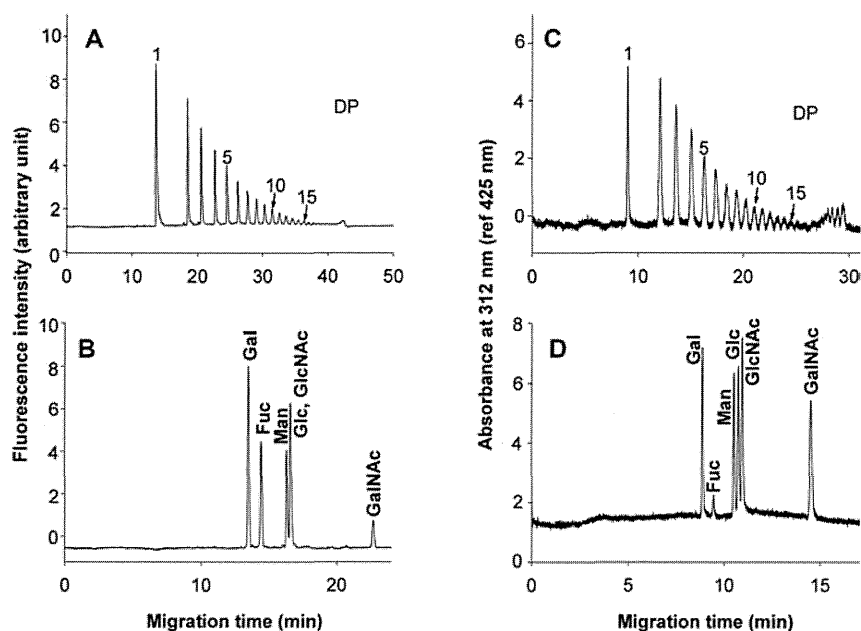 A
1
5
10
15
DP
10
8
6
4
2
0
0 10 20 30 40 50
Fluorescence intensity (arbitrary unit)
B
Gal
Fuc
Man
Glc, GlcNAc
GalNAc
10
8
6
4
2
0
0 10 20
Migration time (min)
C
1
5
10
15
DP
6
4
2
0
0 10 20 30
Absorbance at 312 nm (ref 425 nm)
D
Gal
Fuc
Man
Glc
GlcNAc
GalNAc
8
6
4
2
0 5 10 15
Migration time (min)